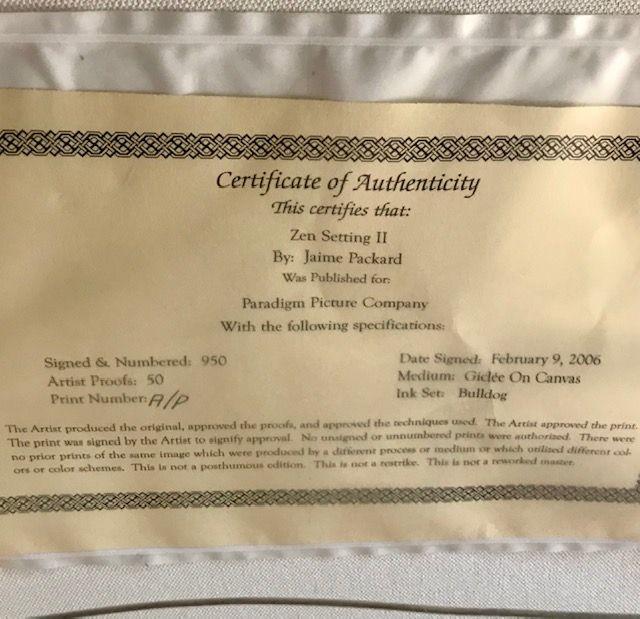 Certificate of Authenticity
This certifies that:
Zen Setting II
By: Jaime Packard
Was Published for:
Paradigm Picture Company
With the following specifications:
Signed & Numbered: 950
Artist Proofs: 50
Print Number: A/P
Date Signed: February 9, 2006
Medium: Giclée On Canvas
Ink Set: Bulldog
The Artist produced the original, approved the proofs, and approved the techniques used. The Artist approved the print.
The print was signed by the Artist to signify approval. No unsigned or unnumbered prints were authorized. There were
no prior prints of the same image which were produced by a different process or medium or which utilized different col-
ors or color schemes. This is not a posthumous edition. This is not a restrike. This is not a reworked master.